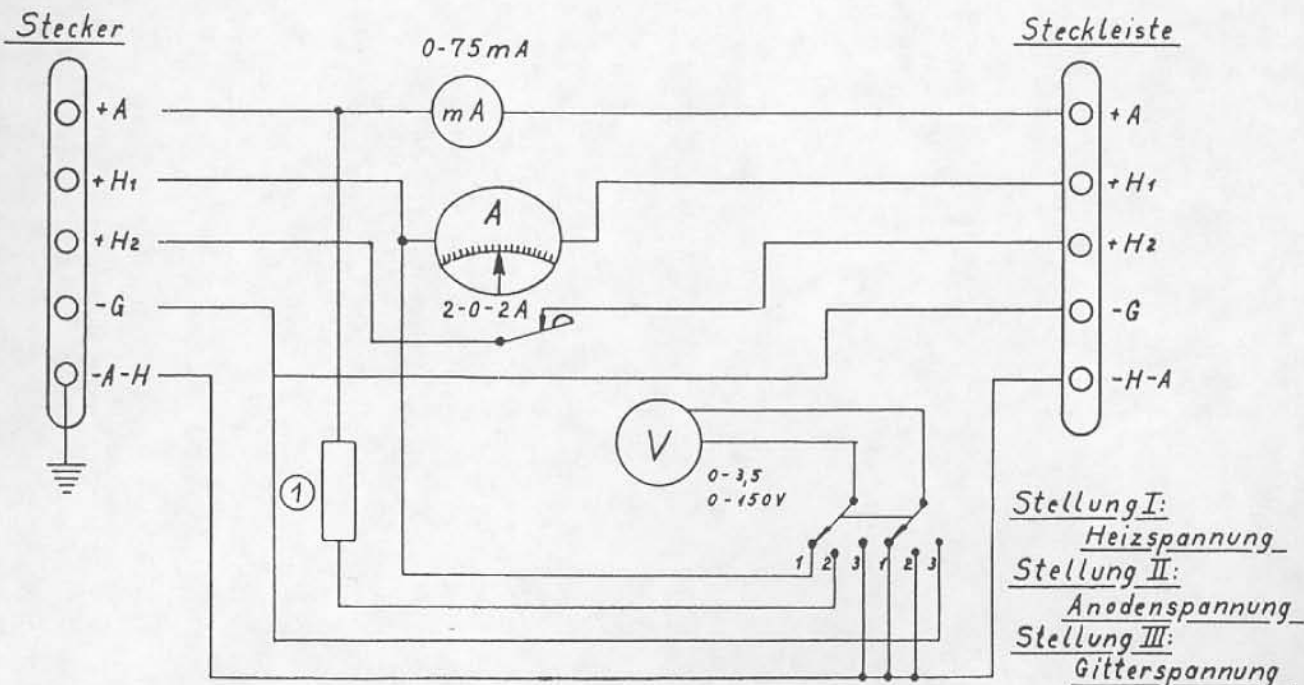 Stecker
Steckleiste
0-75mA
mA
+A
+A
+H1
+H1
A
+H2
+H2
2-0-2A
-G
-G
-A-H
-H-A
V
0-3,5
0-150V
1
1 2 3 1 2 3
Stellung I:
Heizspannung
Stellung II:
Anodenspannung
Stellung III:
Gitterspannung